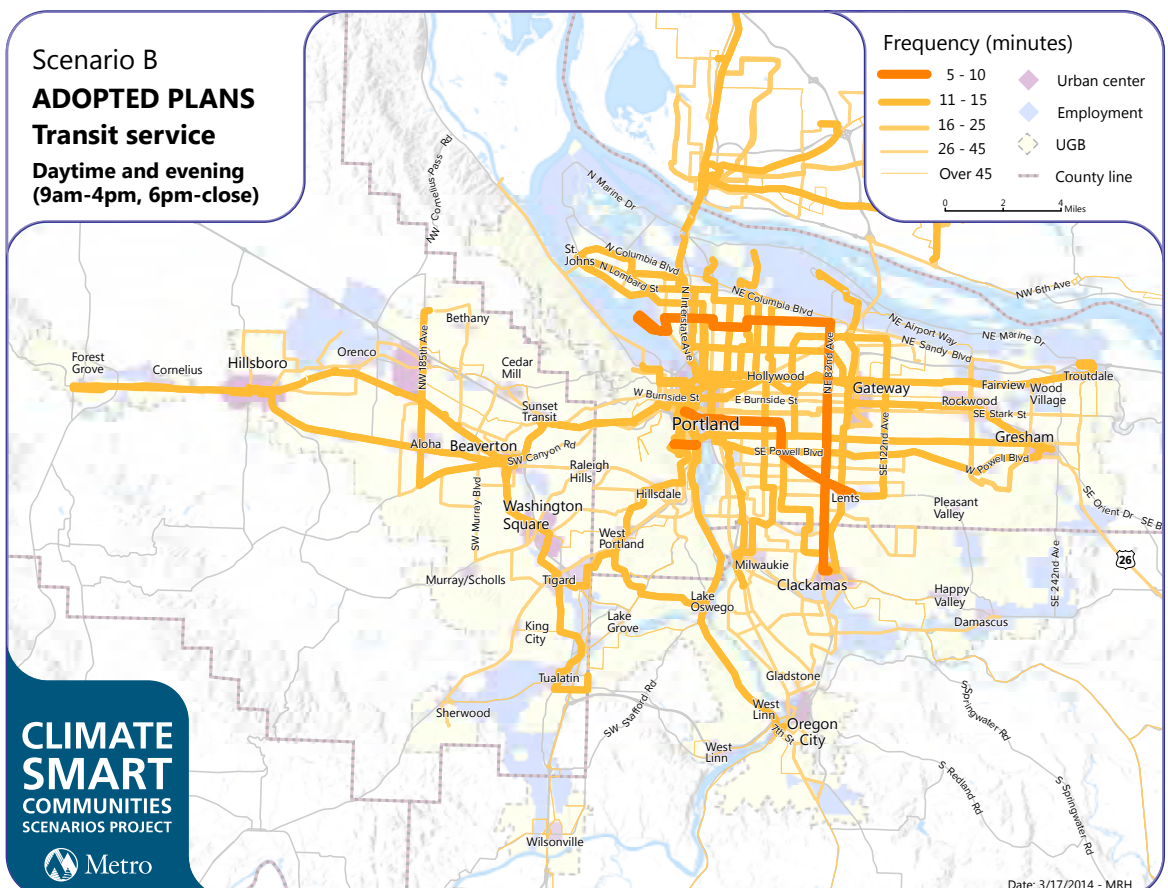 Scenario B
ADOPTED PLANS
Transit service
Daytime and evening
(9am-4pm, 6pm-close)
Frequency (minutes)
5 - 10
11 - 15
16 - 25
26 - 45
Over 45
Urban center
Employment
UGB
County line
0 2 4 Miles
NW Cornelius Pass Rd
N Marine Dr
St.
Johns
N Columbia Blvd
N Lombard St
N Interstate Ave
NE Columbia Blvd
NW 6th Ave
NE Airport Way
NE Marine Dr
NE Sandy Blvd
NE 82nd Ave
Bethany
NW 185th Ave
Orenco
Cedar
Mill
Hillsboro
Forest
Grove
Cornelius
Hollywood
Gateway
Fairview
Wood
Village
Troutdale
Rockwood
SE Stark St
W Burnside St
E Burnside St
Sunset
Transit
Portland
Aloha
Beaverton
SW Canyon Rd
SE Powell Blvd
SE 122nd Ave
Gresham
W Powell Blvd
Raleigh
Hills
SW Murray Blvd
Hillsdale
Lents
Washington
Square
Pleasant
Valley
SE Orient Dr
SE B
West
Portland
26
Murray/Scholls
Tigard
Milwaukie
Clackamas
SE 242nd Ave
Happy
Valley
Lake
Oswego
Lake
Grove
King
City
Damascus
Tualatin
Gladstone
SW Stafford Rd
Sherwood
West
Linn
7th St
Oregon
City
West
Linn
S Springwater Rd
S Redland Rd
S Springwater Rd
Wilsonville
CLIMATE
SMART
COMMUNITIES
SCENARIOS PROJECT
Metro
Date: 3/17/2014 - MRH